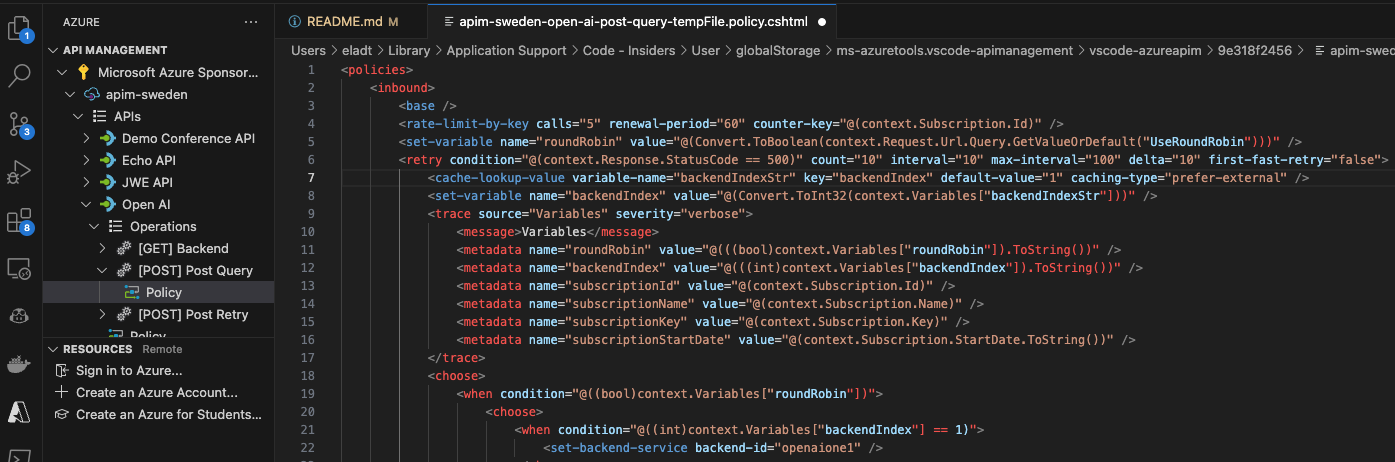 AZURE
···
API MANAGEMENT
Microsoft Azure Sponsor...
apim-sweden
APIs
Demo Conference API
Echo API
JWE API
Open AI
Operations
[GET] Backend
[POST] Post Query
Policy
[POST] Post Retry
Policy
RESOURCES Remote
Sign in to Azure...
Create an Azure Account...
Create an Azure for Students...
1
3
8
README.md M
apim-sweden-open-ai-post-query-tempFile.policy.cshtml
Users > eladt > Library > Application Support > Code - Insiders > User > globalStorage > ms-azuretools.vscode-apimanagement > vscode-azureapim > 9e318f2456 > apim-swed
1 <policies>
2 <inbound>
3 <base />
4 <rate-limit-by-key calls="5" renewal-period="60" counter-key="@(context.Subscription.Id)" />
5 <set-variable name="roundRobin" value="@(Convert.ToBoolean(context.Request.Url.Query.GetValueOrDefault("UseRoundRobin")))" />
6 <retry condition="@(context.Response.StatusCode == 500)" count="10" interval="10" max-interval="100" delta="10" first-fast-retry="false">
7 <cache-lookup-value variable-name="backendIndexStr" key="backendIndex" default-value="1" caching-type="prefer-external" />
8 <set-variable name="backendIndex" value="@(Convert.ToInt32(context.Variables["backendIndexStr"]))" />
9 <trace source="Variables" severity="verbose">
10 <message>Variables</message>
11 <metadata name="roundRobin" value="@(((bool)context.Variables["roundRobin"]).ToString())" />
12 <metadata name="backendIndex" value="@(((int)context.Variables["backendIndex"]).ToString())" />
13 <metadata name="subscriptionId" value="@(context.Subscription.Id)" />
14 <metadata name="subscriptionName" value="@(context.Subscription.Name)" />
15 <metadata name="subscriptionKey" value="@(context.Subscription.Key)" />
16 <metadata name="subscriptionStartDate" value="@(context.Subscription.StartDate.ToString())" />
17 </trace>
18 <choose>
19 <when condition="@((bool)context.Variables["roundRobin"])">
20 <choose>
21 <when condition="@((int)context.Variables["backendIndex"] == 1)">
22 <set-backend-service backend-id="openaione1" />